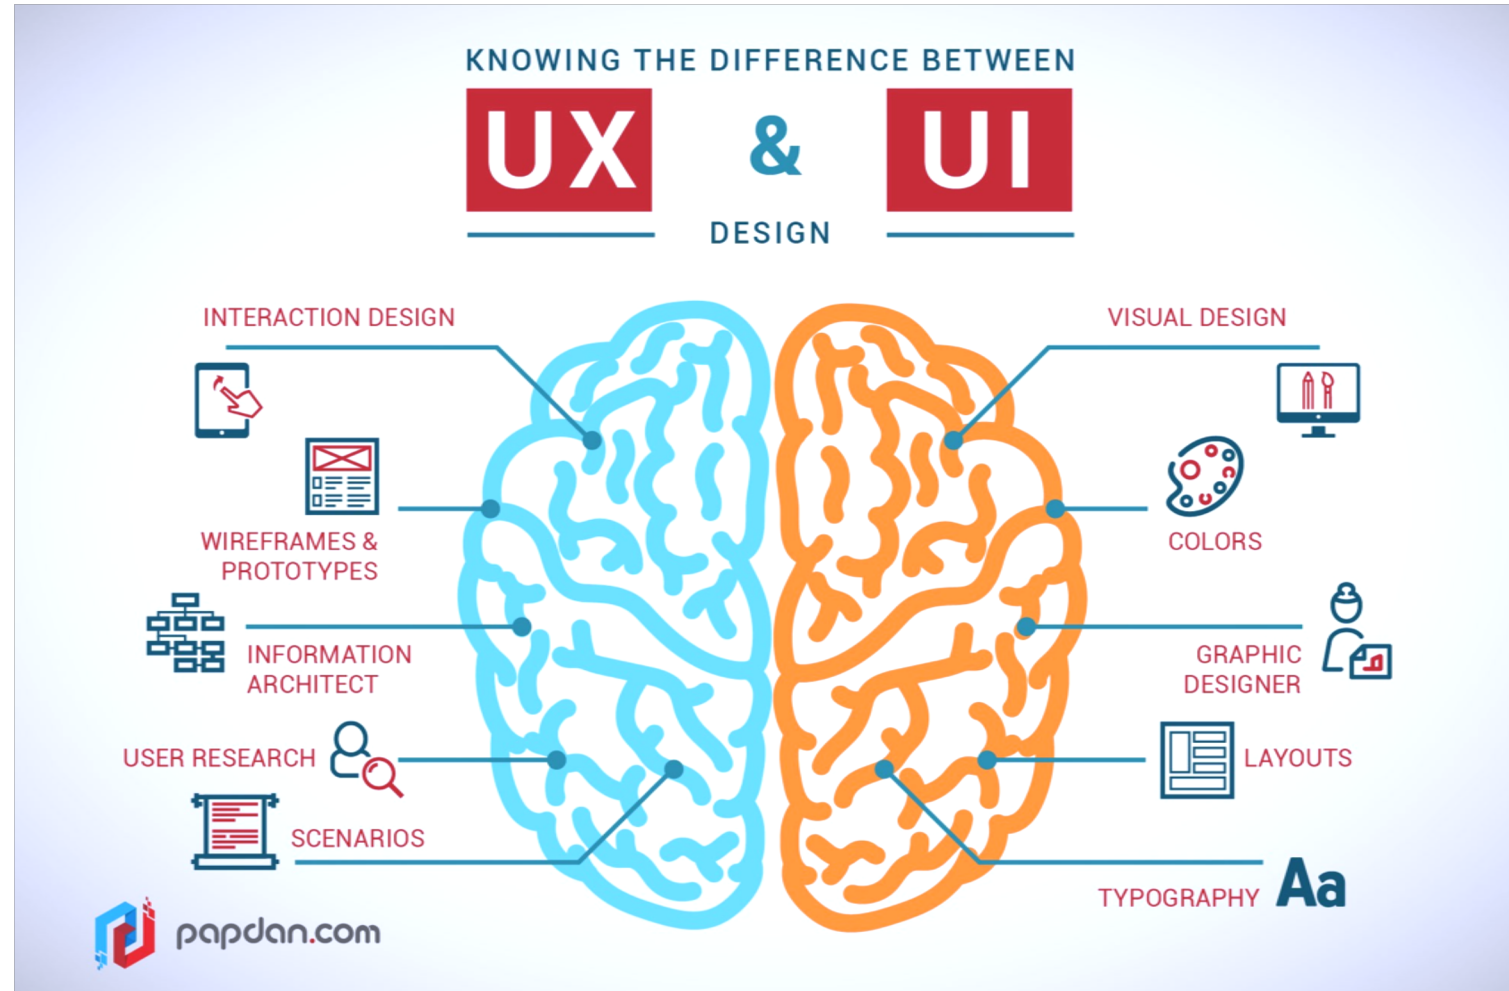 KNOWING THE DIFFERENCE BETWEEN
UX & UI
DESIGN
INTERACTION DESIGN
WIREFRAMES &
PROTOTYPES
INFORMATION
ARCHITECT
USER RESEARCH
SCENARIOS
VISUAL DESIGN
COLORS
GRAPHIC
DESIGNER
LAYOUTS
TYPOGRAPHY Aa
papdan.com